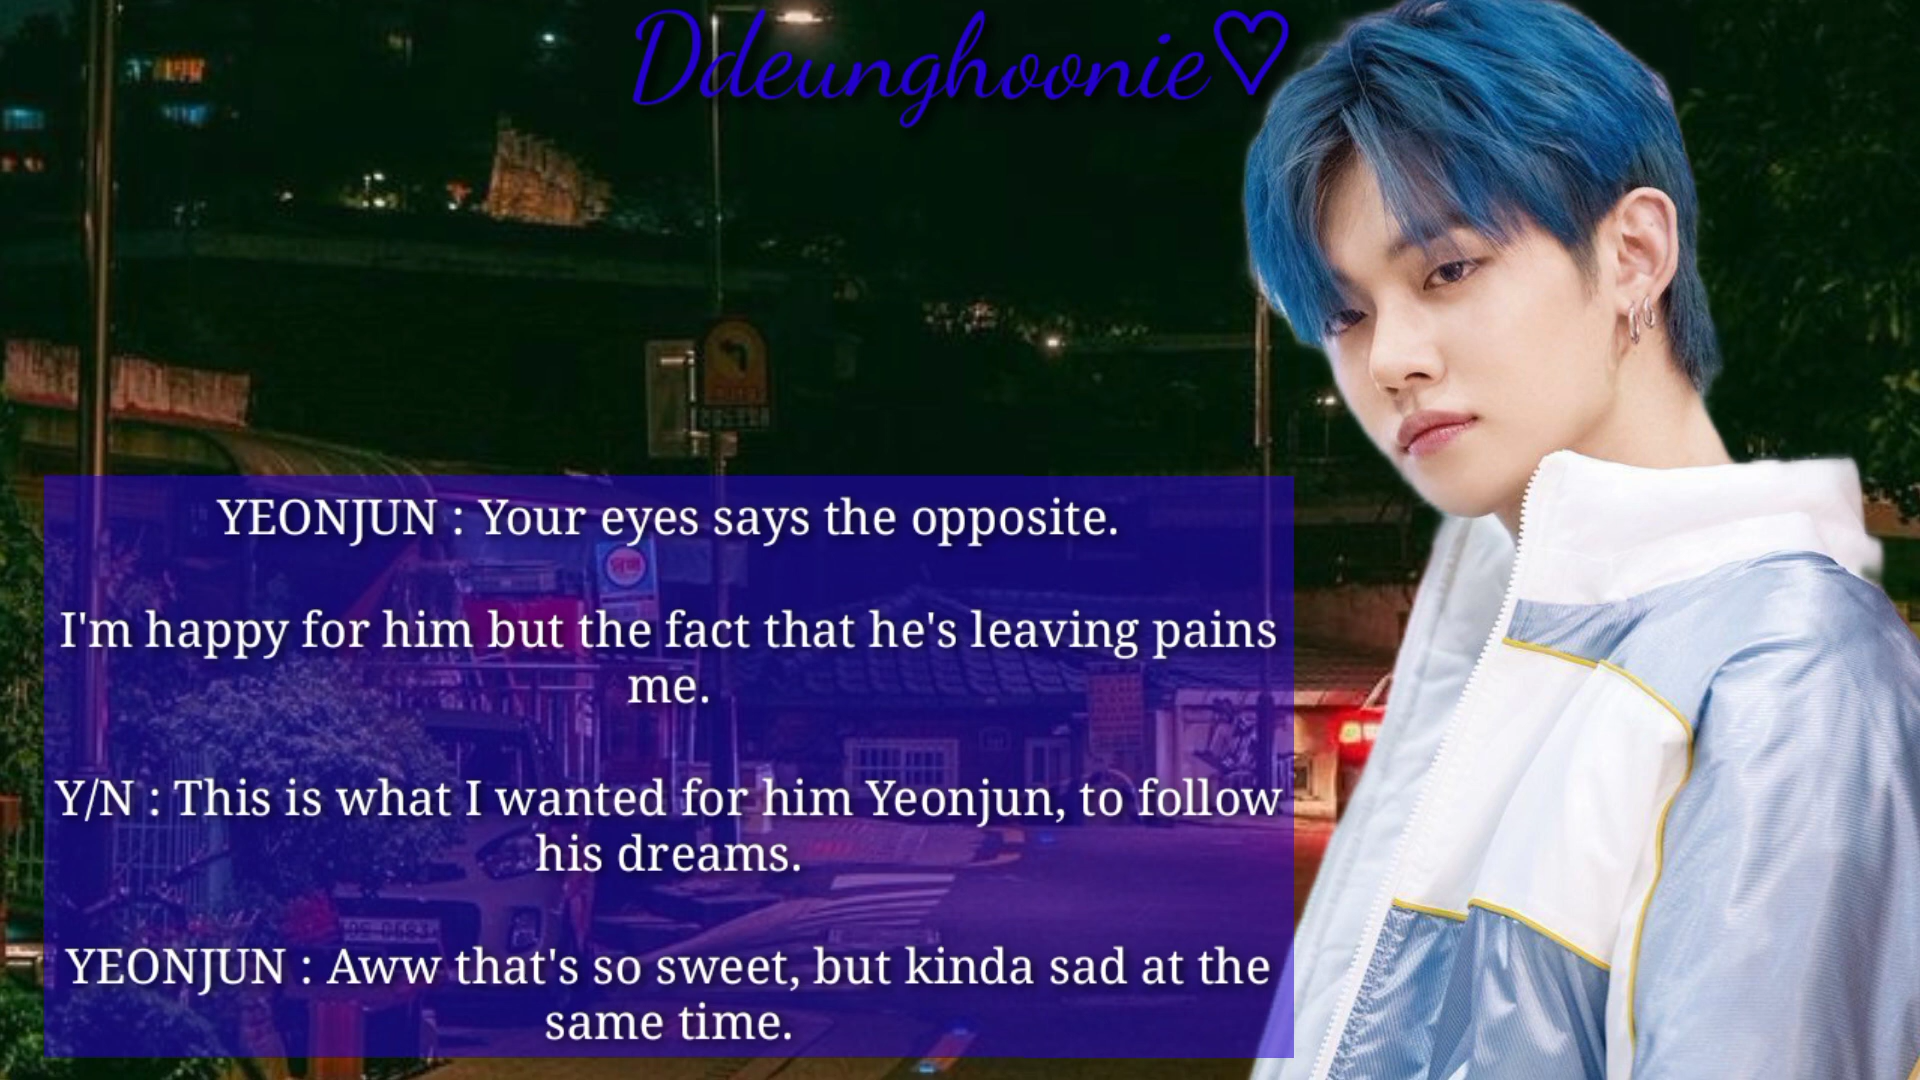 Ddeunghoonie♡
YEONJUN : Your eyes says the opposite.
I'm happy for him but the fact that he's leaving pains
me.
Y/N : This is what I wanted for him Yeonjun, to follow
his dreams.
YEONJUN : Aww that's so sweet, but kinda sad at the
same time.